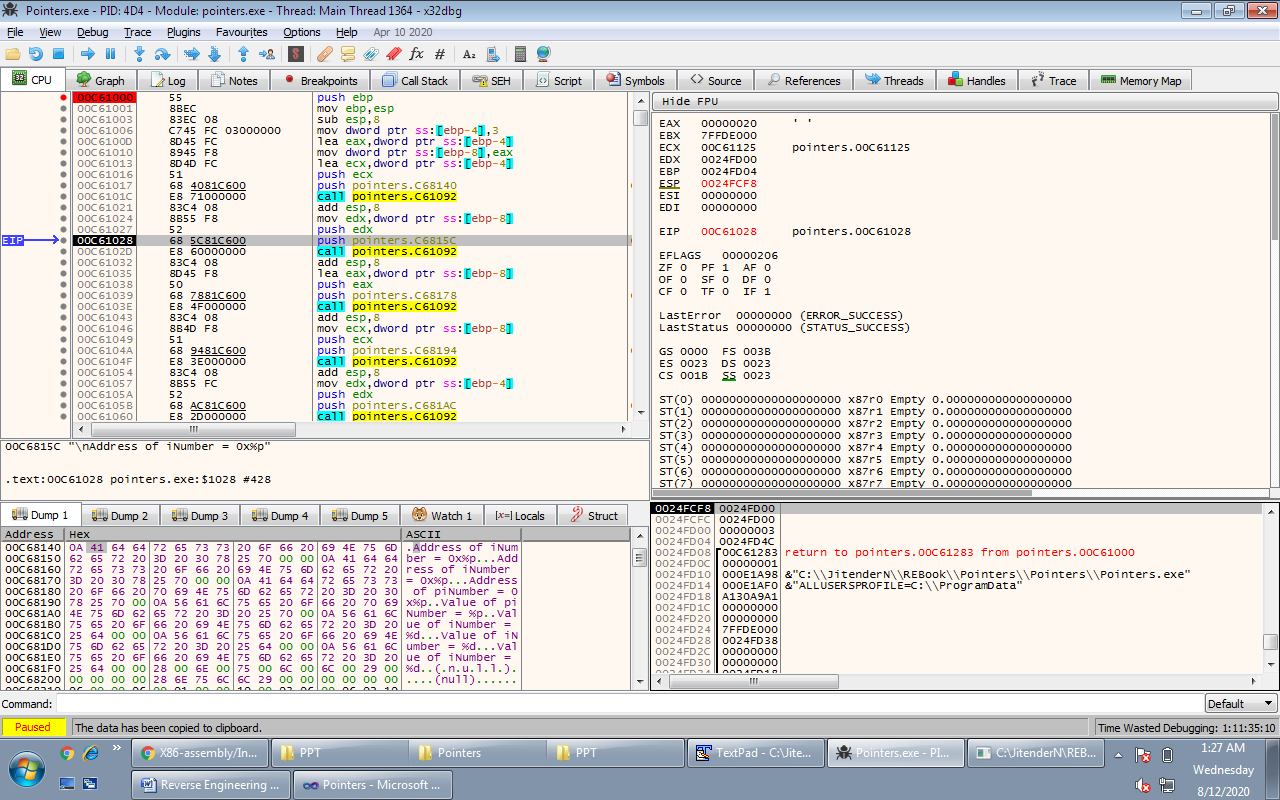 Pointers.exe - PID: 4D4 - Module: pointers.exe - Thread: Main Thread 1364 - x32dbg
File View Debug Trace Plugins Favourites Options Help Apr 10 2020
CPU Graph Log Notes Breakpoints Call Stack SEH Script Symbols Source References Threads Handles Trace Memory Map
00C61000 55 push ebp
00C61001 8BEC mov ebp,esp
00C61003 83EC 08 sub esp,8
00C61006 C745 FC 03000000 mov dword ptr ss:[ebp-4],3
00C6100D 8D45 FC lea eax,dword ptr ss:[ebp-4]
00C61010 8945 F8 mov dword ptr ss:[ebp-8],eax
00C61013 8D4D FC lea ecx,dword ptr ss:[ebp-4]
00C61016 51 push ecx
00C61017 68 4081C600 push pointers.C68140
00C6101C E8 71000000 call pointers.C61092
00C61021 83C4 08 add esp,8
00C61024 8B55 F8 mov edx,dword ptr ss:[ebp-8]
00C61027 52 push edx
EIP 00C61028 68 5C81C600 push pointers.C6815C
00C6102D E8 60000000 call pointers.C61092
00C61032 83C4 08 add esp,8
00C61035 8D45 F8 lea eax,dword ptr ss:[ebp-8]
00C61038 50 push eax
00C61039 68 7881C600 push pointers.C68178
00C6103E E8 4F000000 call pointers.C61092
00C61043 83C4 08 add esp,8
00C61046 8B4D F8 mov ecx,dword ptr ss:[ebp-8]
00C61049 51 push ecx
00C6104A 68 9481C600 push pointers.C68194
00C6104F E8 3E000000 call pointers.C61092
00C61054 83C4 08 add esp,8
00C61057 8B55 FC mov edx,dword ptr ss:[ebp-4]
00C6105A 52 push edx
00C6105B 68 AC81C600 push pointers.C681AC
00C61060 E8 2D000000 call pointers.C61092
00C6815C "\nAddress of iNumber = 0x%p"
.text:00C61028 pointers.exe:$1028 #428
Hide FPU
EAX 00000020 ' '
EBX 7FFDE000
ECX 00C61125 pointers.00C61125
EDX 0024FD00
EBP 0024FD04
ESP 0024FCF8
ESI 00000000
EDI 00000000
EIP 00C61028 pointers.00C61028
EFLAGS 00000206
ZF 0 PF 1 AF 0
OF 0 SF 0 DF 0
CF 0 TF 0 IF 1
LastError 00000000 (ERROR_SUCCESS)
LastStatus 00000000 (STATUS_SUCCESS)
GS 0000 FS 003B
ES 0023 DS 0023
CS 001B SS 0023
ST(0) 00000000000000000000 x87r0 Empty 0.000000000000000000
ST(1) 00000000000000000000 x87r1 Empty 0.000000000000000000
ST(2) 00000000000000000000 x87r2 Empty 0.000000000000000000
ST(3) 00000000000000000000 x87r3 Empty 0.000000000000000000
ST(4) 00000000000000000000 x87r4 Empty 0.000000000000000000
ST(5) 00000000000000000000 x87r5 Empty 0.000000000000000000
ST(6) 00000000000000000000 x87r6 Empty 0.000000000000000000
ST(7) 00000000000000000000 x87r7 Empty 0.000000000000000000
Dump 1 Dump 2 Dump 3 Dump 4 Dump 5 Watch 1 [x=] Locals Struct
Address Hex ASCII
00C68140 0A 41 64 64 72 65 73 73 20 6F 66 20 69 4E 75 6D .Address of iNum
00C68150 62 65 72 20 3D 20 30 78 25 70 00 00 0A 41 64 64 ber = 0x%p...Add
00C68160 72 65 73 73 20 6F 66 20 69 4E 75 6D 62 65 72 20 ress of iNumber
00C68170 3D 20 30 78 25 70 00 00 0A 41 64 64 72 65 73 73 = 0x%p...Address
00C68180 20 6F 66 20 70 69 4E 75 6D 62 65 72 20 3D 20 30 of piNumber = 0
00C68190 78 25 70 00 0A 56 61 6C 75 65 20 6F 66 20 70 69 x%p..Value of pi
00C681A0 4E 75 6D 62 65 72 20 3D 20 25 70 00 0A 56 61 6C Number = %p..Val
00C681B0 75 65 20 6F 66 20 69 4E 75 6D 62 65 72 20 3D 20 ue of iNumber =
00C681C0 25 64 00 00 0A 56 61 6C 75 65 20 6F 66 20 69 4E %d...Value of iN
00C681D0 75 6D 62 65 72 20 3D 20 25 64 00 00 0A 56 61 6C umber = %d...Val
00C681E0 75 65 20 6F 66 20 69 4E 75 6D 62 65 72 20 3D 20 ue of iNumber =
00C681F0 25 64 00 00 28 00 6E 00 75 00 6C 00 6C 00 29 00 %d..(.n.u.l.l.).
00C68200 00 00 00 00 28 6E 75 6C 6C 29 00 00 00 00 00 00 ....(null)......
0024FCF8 0024FD00
0024FCFC 0024FD00
0024FD00 00000003
0024FD04 0024FD4C
0024FD08 00C61283 return to pointers.00C61283 from pointers.00C61000
0024FD0C 00000001
0024FD10 000E1A98 &"C:\\JitenderN\\REBook\\Pointers\\Pointers\\Pointers.exe"
0024FD14 000E1AF0 &"ALLUSERSPROFILE=C:\\ProgramData"
0024FD18 A130A9A1
0024FD1C 00000000
0024FD20 00000000
0024FD24 7FFDE000
0024FD28 0024FD38
0024FD2C 00000000
0024FD30 00000000
Command: Default
Paused The data has been copied to clipboard. Time Wasted Debugging: 1:11:35:10
X86-assembly/In... PPT Pointers PPT TextPad - C:\Jite... Pointers.exe - PI... C:\JitenderN\REB...
Reverse Engineering ... Pointers - Microsoft ...
1:27 AM
Wednesday
8/12/2020